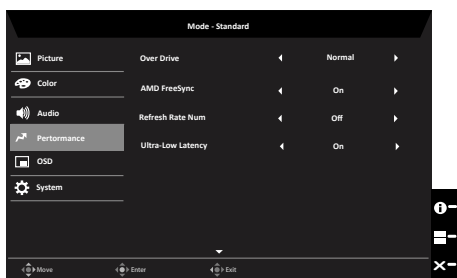 Mode - Standard
Picture
Over Drive Normal
Color
AMD FreeSync On
Audio
Refresh Rate Num Off
Pertormance
Ultra-Low Latency On
OSD
System
Move Enter Exit